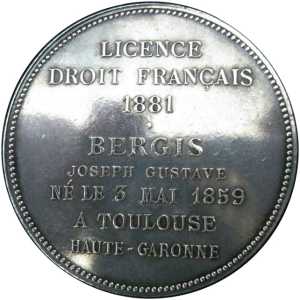 LICENCE
DROIT FRANÇAIS
1881
BERGIS
JOSEPH GUSTAVE
NÉ LE 3 MAI 1859
A TOULOUSE
HAUTE-GARONNE